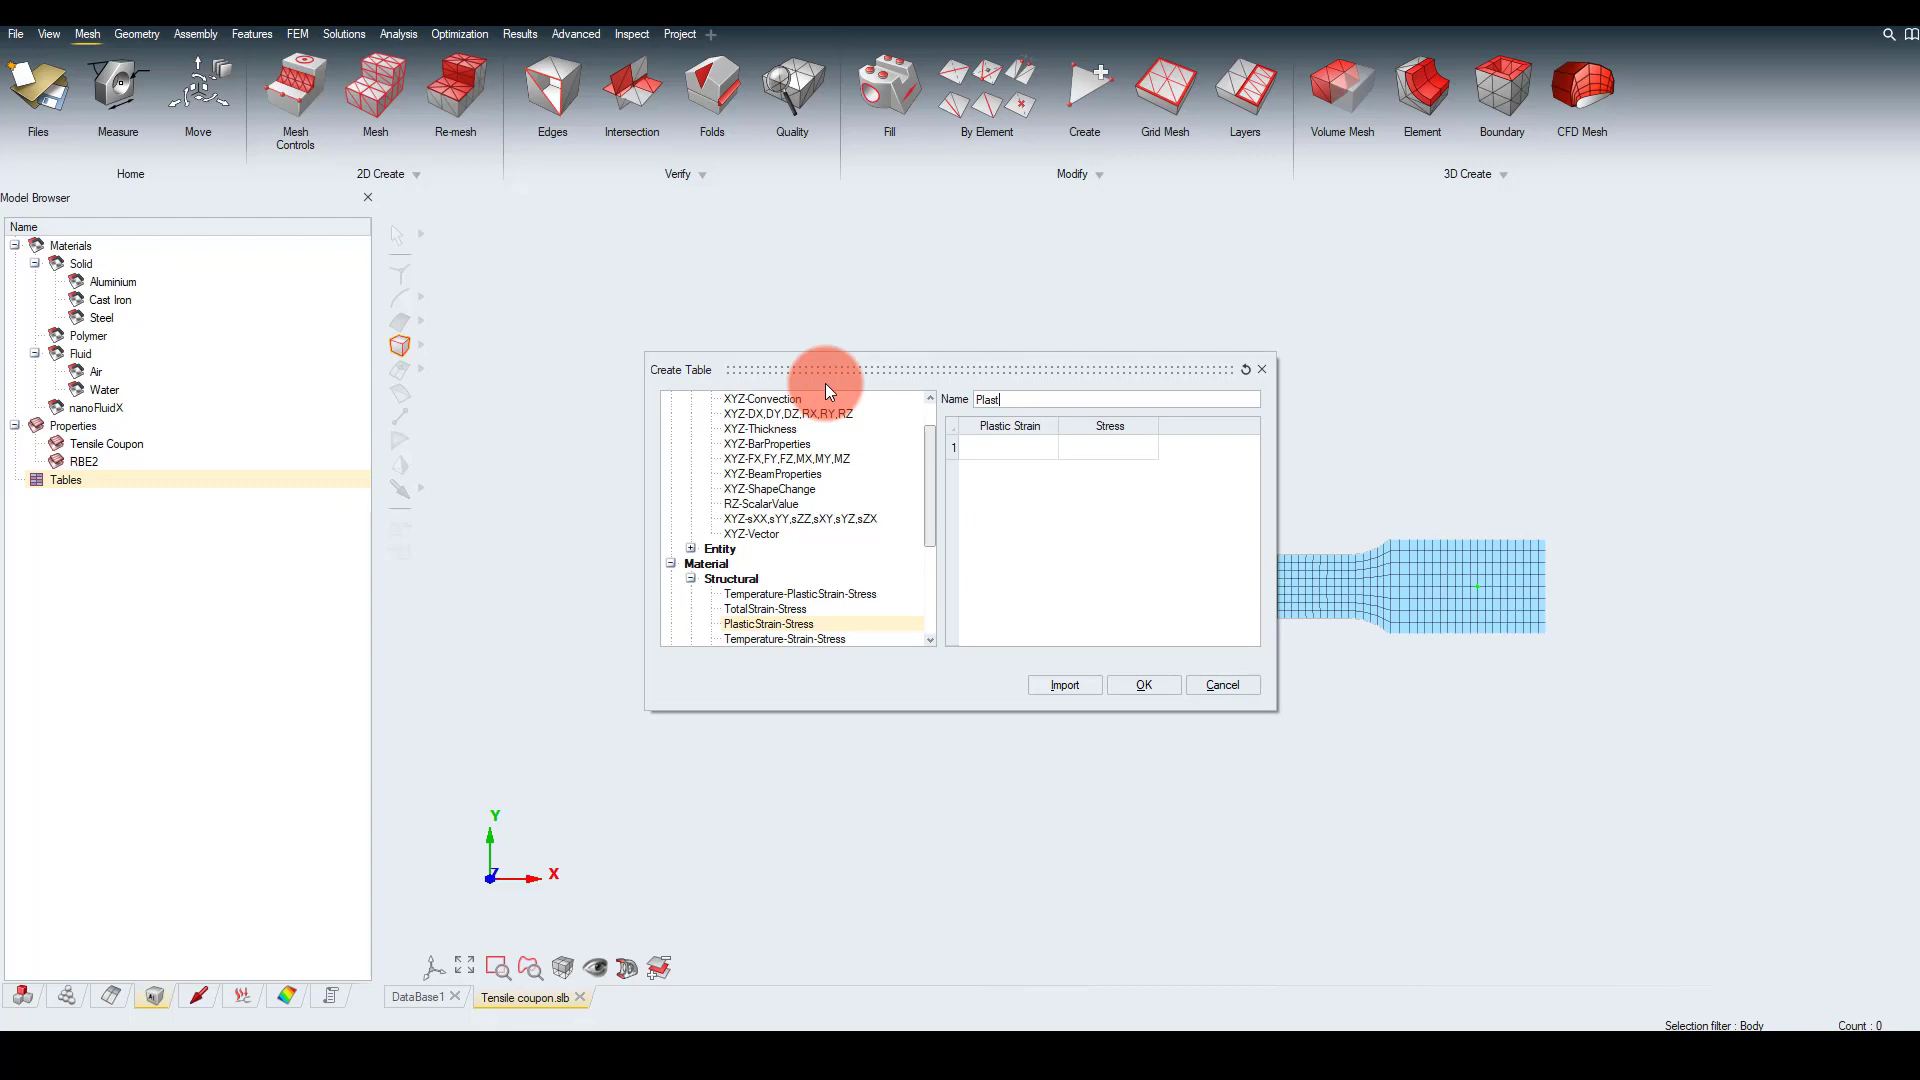 File View Mesh Geometry Assembly Features FEM Solutions Analysis Optimization Results Advanced Inspect Project
Files Measure Move Mesh Controls Mesh Re-mesh Edges Intersection Folds Quality Fill By Element Create Grid Mesh Layers Volume Mesh Element Boundary CFD Mesh
Home 2D Create Verify Modify 3D Create
Model Browser
Name
Materials
Solid
Aluminium
Cast Iron
Steel
Polymer
Fluid
Air
Water
nanoFluidX
Properties
Tensile Coupon
RBE2
Tables
Create Table
XYZ-Convection
XYZ-DX,DY,DZ,RX,RY,RZ
XYZ-Thickness
XYZ-BarProperties
XYZ-FX,FY,FZ,MX,MY,MZ
XYZ-BeamProperties
XYZ-ShapeChange
RZ-ScalarValue
XYZ-sXX,sYY,sZZ,sXY,sYZ,sZX
XYZ-Vector
Entity
Material
Structural
Temperature-PlasticStrain-Stress
TotalStrain-Stress
PlasticStrain-Stress
Temperature-Strain-Stress
Name Plast
Plastic Strain Stress
1
Import OK Cancel
Y
Z X
DataBase1 Tensile coupon.slb
Selection filter : Body Count : 0